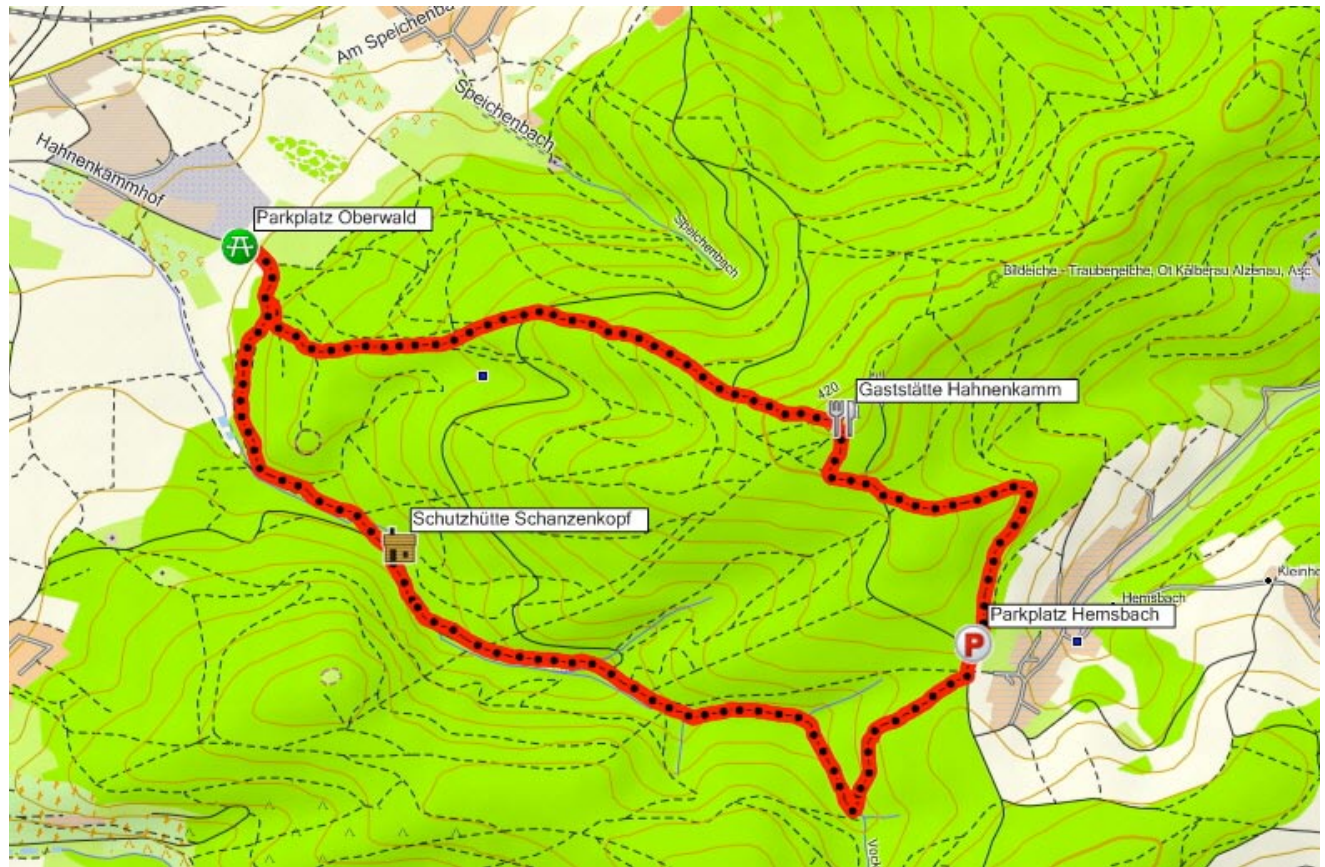 Am Speichenbach
Speichenbach
Hahnenkammhof
Parkplatz Oberwald
Speichenbach
Bildeiche - Traubeneiche, Ot Kälberau Alzenau, Asc
420
Gaststätte Hahnenkamm
Schutzhütte Schanzenkopf
Kleinho
Hemsbach
Parkplatz Hemsbach
P